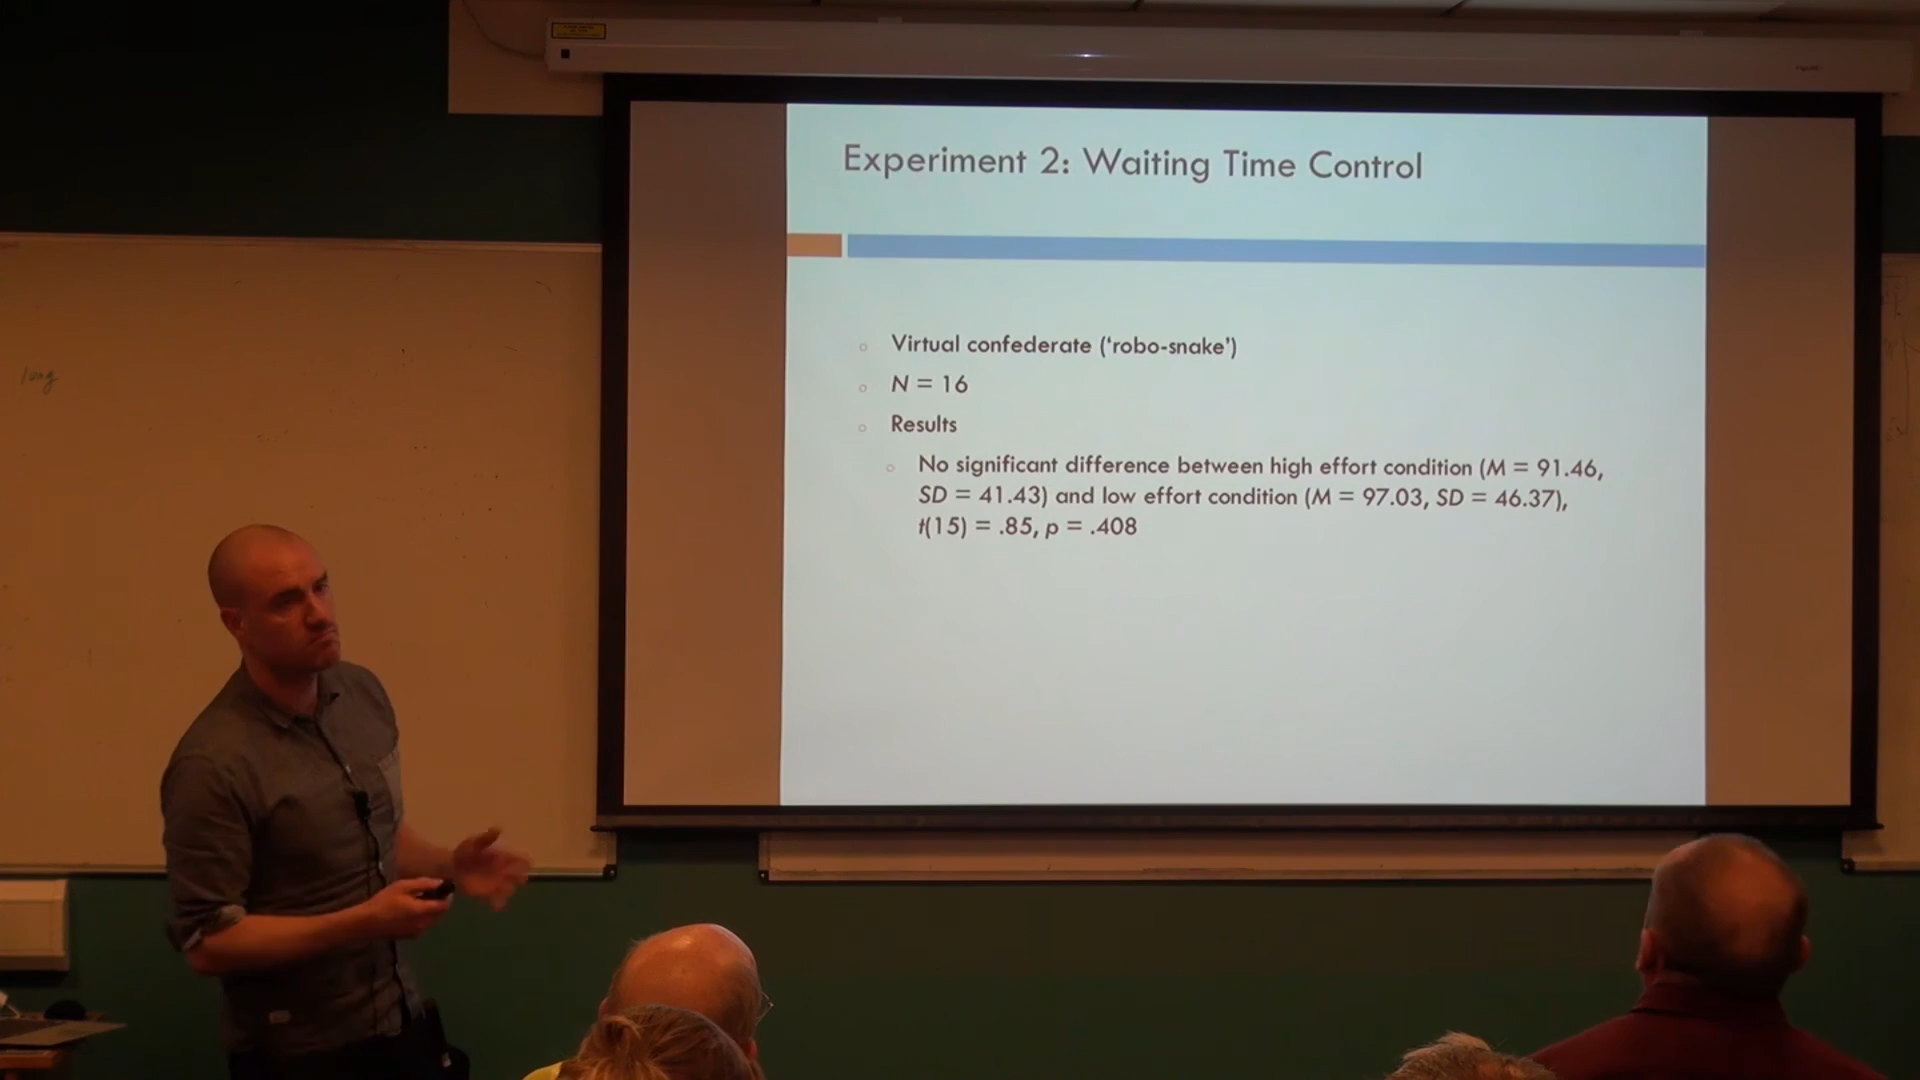 Experiment 2: Waiting Time Control
Virtual confederate (‘robo-snake’)
N = 16
Results
No significant difference between high effort condition (M = 91.46,
SD = 41.43) and low effort condition (M = 97.03, SD = 46.37),
t(15) = .85, p = .408